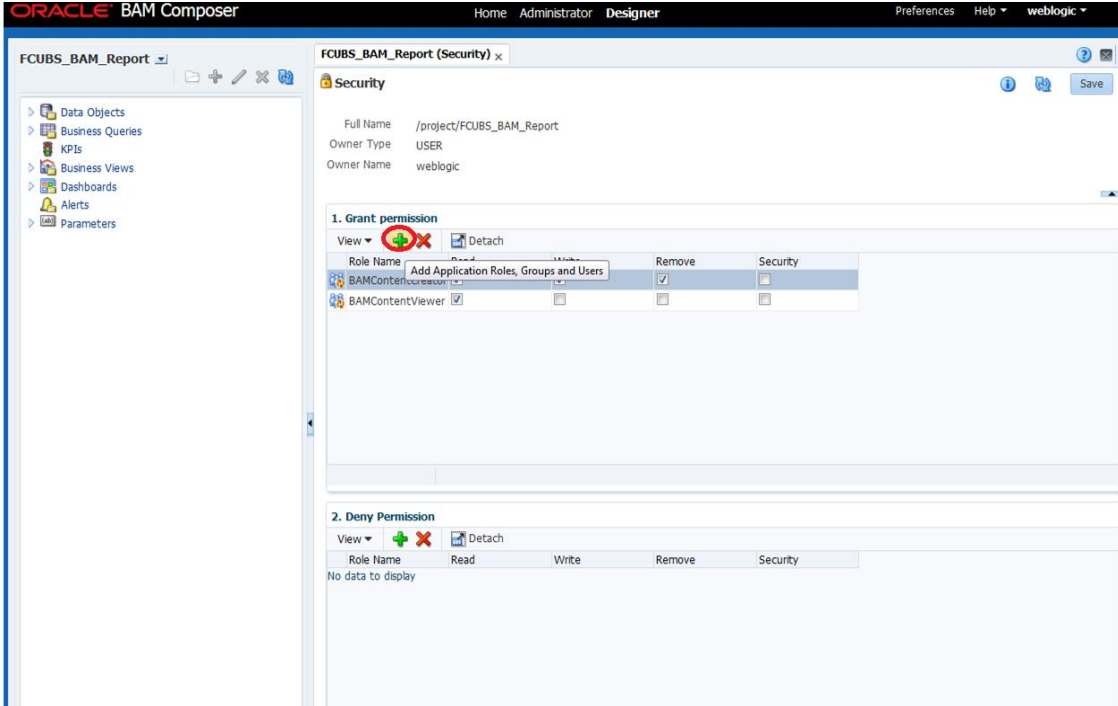 ORACLE BAM Composer
Home Administrator Designer
Preferences Help weblogic
FCUBS_BAM_Report
FCUBS_BAM_Report (Security) x
Security
Save
Full Name /project/FCUBS_BAM_Report
Owner Type USER
Owner Name weblogic
Data Objects
Business Queries
KPIs
Business Views
Dashboards
Alerts
Parameters
1. Grant permission
View Detach
Add Application Roles, Groups and Users
Role Name Read Write Remove Security
BAMContentCreator
BAMContentViewer
2. Deny Permission
View Detach
Role Name Read Write Remove Security
No data to display